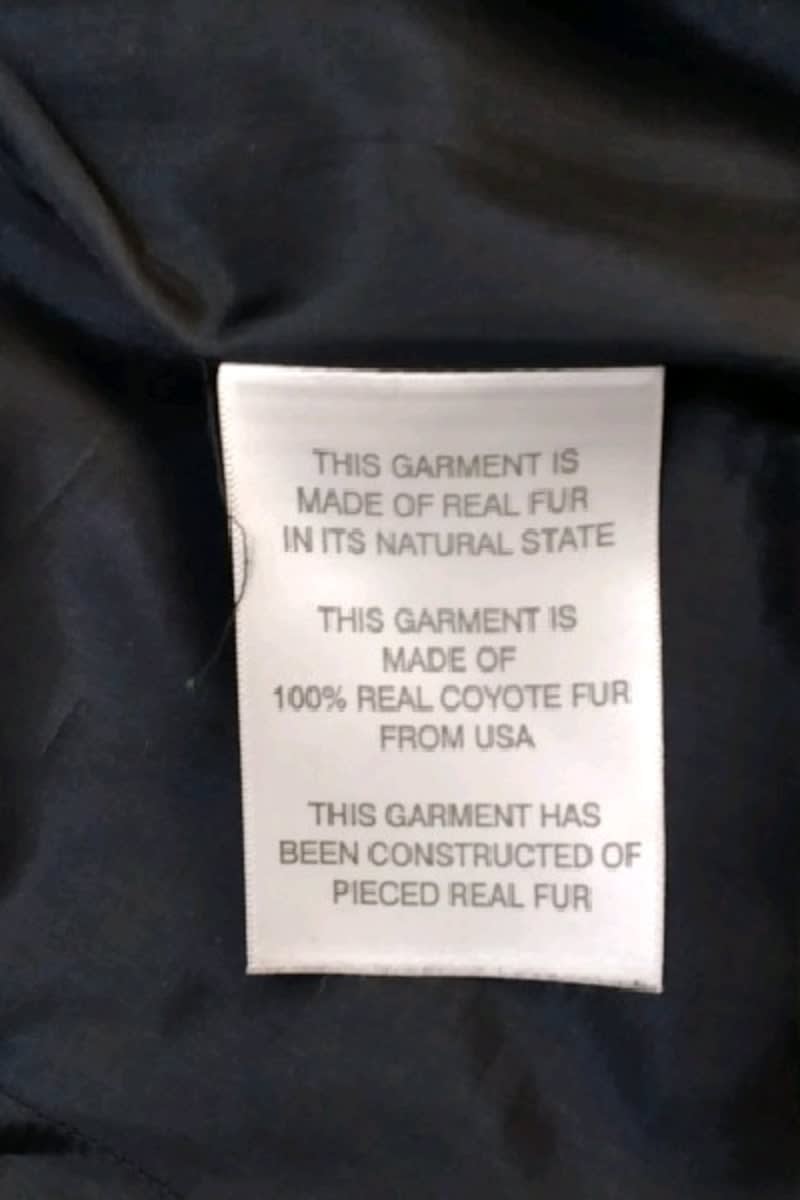 THIS GARMENT IS
MADE OF REAL FUR
IN ITS NATURAL STATE
THIS GARMENT IS
MADE OF
100% REAL COYOTE FUR
FROM USA
THIS GARMENT HAS
BEEN CONSTRUCTED OF
PIECED REAL FUR